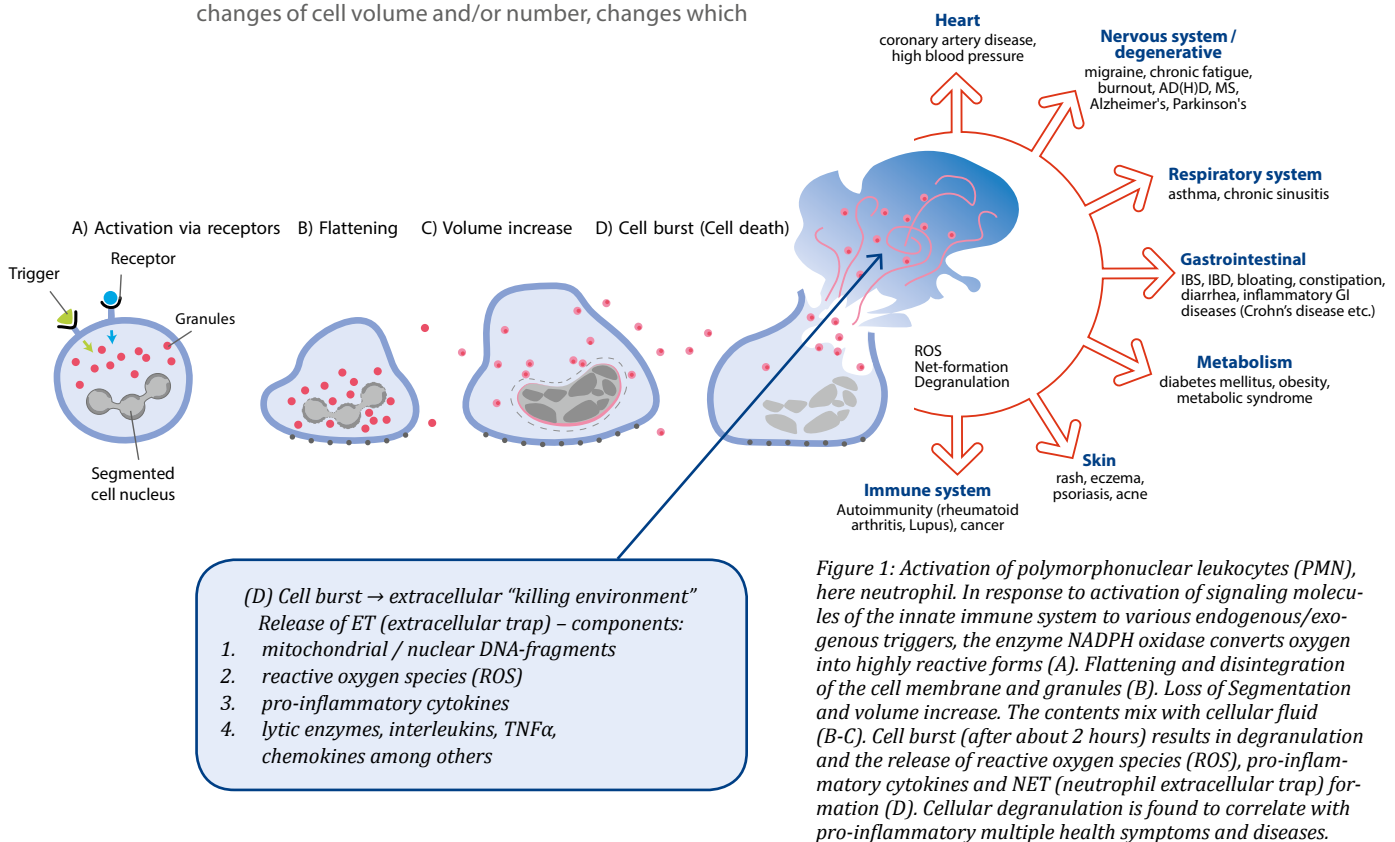 changes of cell volume and/or number, changes which
A) Activation via receptors
B) Flattening
C) Volume increase
D) Cell burst (Cell death)
Trigger
Receptor
Granules
Segmented
cell nucleus
Heart
coronary artery disease,
high blood pressure
Nervous system /
degenerative
migraine, chronic fatigue,
burnout, AD(H)D, MS,
Alzheimer's, Parkinson's
Respiratory system
asthma, chronic sinusitis
Gastrointestinal
IBS, IBD, bloating, constipation,
diarrhea, inflammatory GI
diseases (Crohn's disease etc.)
Metabolism
diabetes mellitus, obesity,
metabolic syndrome
Skin
rash, eczema,
psoriasis, acne
Immune system
Autoimmunity (rheumatoid
arthritis, Lupus), cancer
ROS
Net-formation
Degranulation
(D) Cell burst → extracellular “killing environment”
Release of ET (extracellular trap) – components:
1. mitochondrial / nuclear DNA-fragments
2. reactive oxygen species (ROS)
3. pro-inflammatory cytokines
4. lytic enzymes, interleukins, TNFα,
chemokines among others
Figure 1: Activation of polymorphonuclear leukocytes (PMN),
here neutrophil. In response to activation of signaling molecu-
les of the innate immune system to various endogenous/exo-
genous triggers, the enzyme NADPH oxidase converts oxygen
into highly reactive forms (A). Flattening and disintegration
of the cell membrane and granules (B). Loss of Segmentation
and volume increase. The contents mix with cellular fluid
(B-C). Cell burst (after about 2 hours) results in degranulation
and the release of reactive oxygen species (ROS), pro-inflam-
matory cytokines and NET (neutrophil extracellular trap) for-
mation (D). Cellular degranulation is found to correlate with
pro-inflammatory multiple health symptoms and diseases.